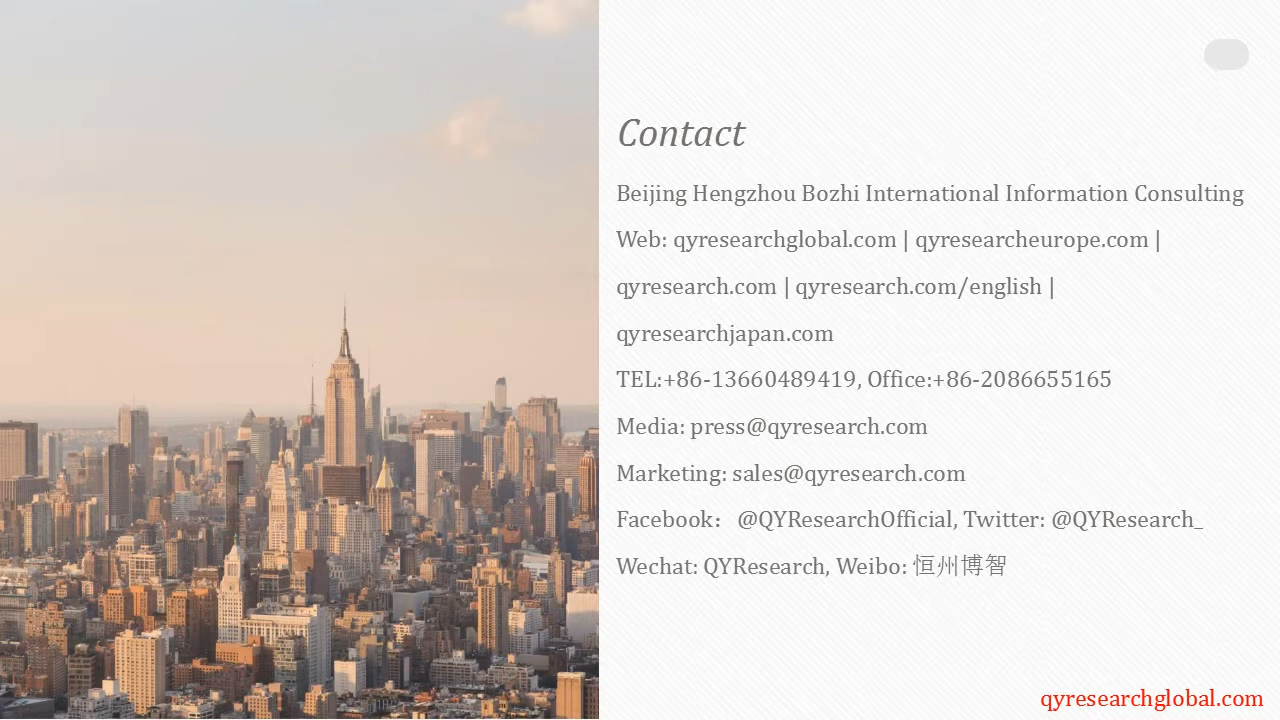 Contact
Beijing Hengzhou Bozhi International Information Consulting
Web: qyresearchglobal.com | qyresearcheurope.com |
qyresearch.com | qyresearch.com/english |
qyresearchjapan.com
TEL:+86-13660489419, Office:+86-2086655165
Media: press@qyresearch.com
Marketing: sales@qyresearch.com
Facebook：@QYResearchOfficial, Twitter: @QYResearch_
Wechat: QYResearch, Weibo: 恒州博智
qyresearchglobal.com